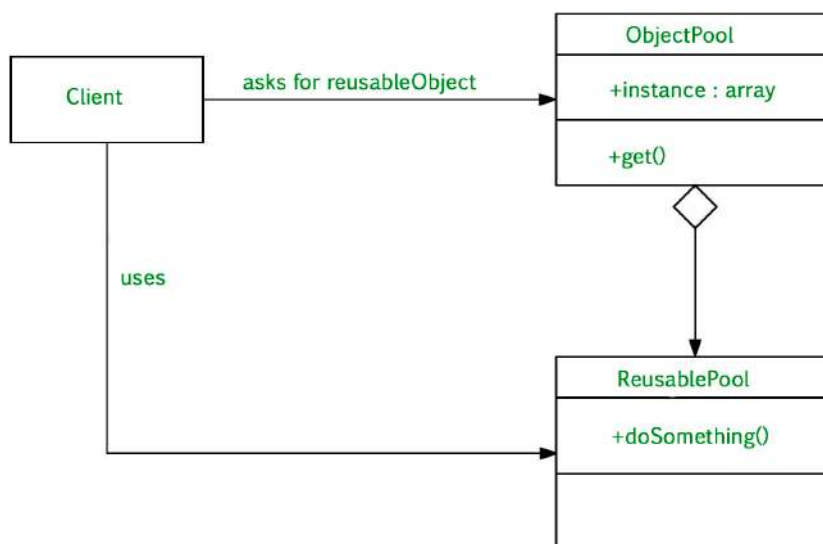 ObjectPool
Client
asks for reusableObject
+instance : array
+get()
uses
ReusablePool
+doSomething()